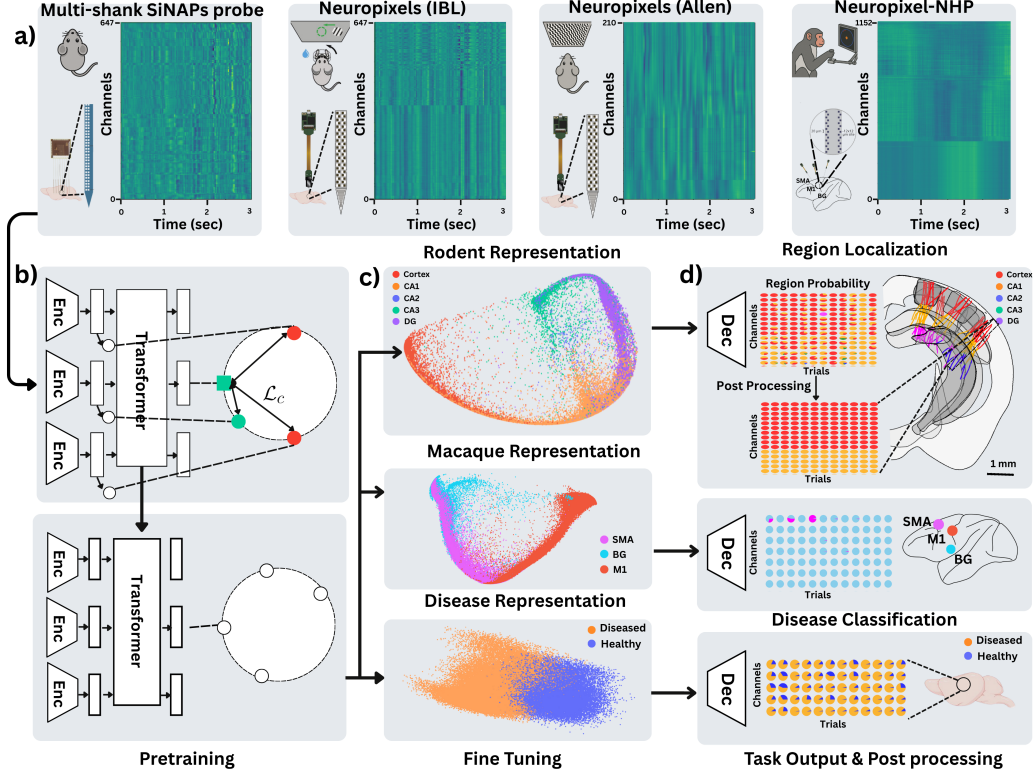 a)
Multi-shank SiNAPs probe
647
Channels
0
0
1
2
3
Time (sec)
Neuropixels (IBL)
647
Channels
0
0
1
2
3
Time (sec)
Neuropixels (Allen)
210
Channels
0
0
1
2
3
Time (sec)
Neuropixel-NHP
1152
Channels
SMA
M1
BG
0
0
1
2
3
Time (sec)
b)
Enc
Enc
Enc
Transformer
ℒ𝒞
Enc
Enc
Enc
Transformer
Pretraining
c)
Rodent Representation
Cortex
CA1
CA2
CA3
DG
Macaque Representation
SMA
BG
M1
Disease Representation
Diseased
Healthy
Fine Tuning
d)
Region Localization
Dec
Region Probability
Channels
Trials
Post Processing
Channels
Trials
Cortex
CA1
CA2
CA3
DG
1 mm
Dec
Channels
Trials
SMA
M1
BG
Disease Classification
Dec
Channels
Trials
Diseased
Healthy
Task Output & Post processing